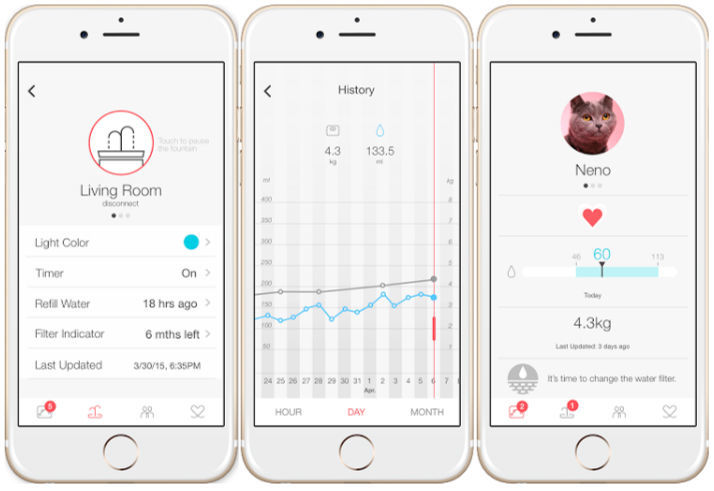 Touch to pause
the fountain
Living Room
disconnect
Light Color
Timer
On
Refill Water
18 hrs ago
Filter Indicator
6 mths left
Last Updated
3/30/15, 6:35PM
5
History
4.3
kg
133.5
ml
ml
kg
400
8
350
7
300
6
250
5
200
4
150
3
100
2
50
1
24 25 26 27 28 29 30 31 1 2 3 4 5 6 7 8
Apr.
HOUR
DAY
MONTH
Neno
46
60
113
Today
4.3kg
Last Updated: 3 days ago
It's time to change the water filter.
2
1